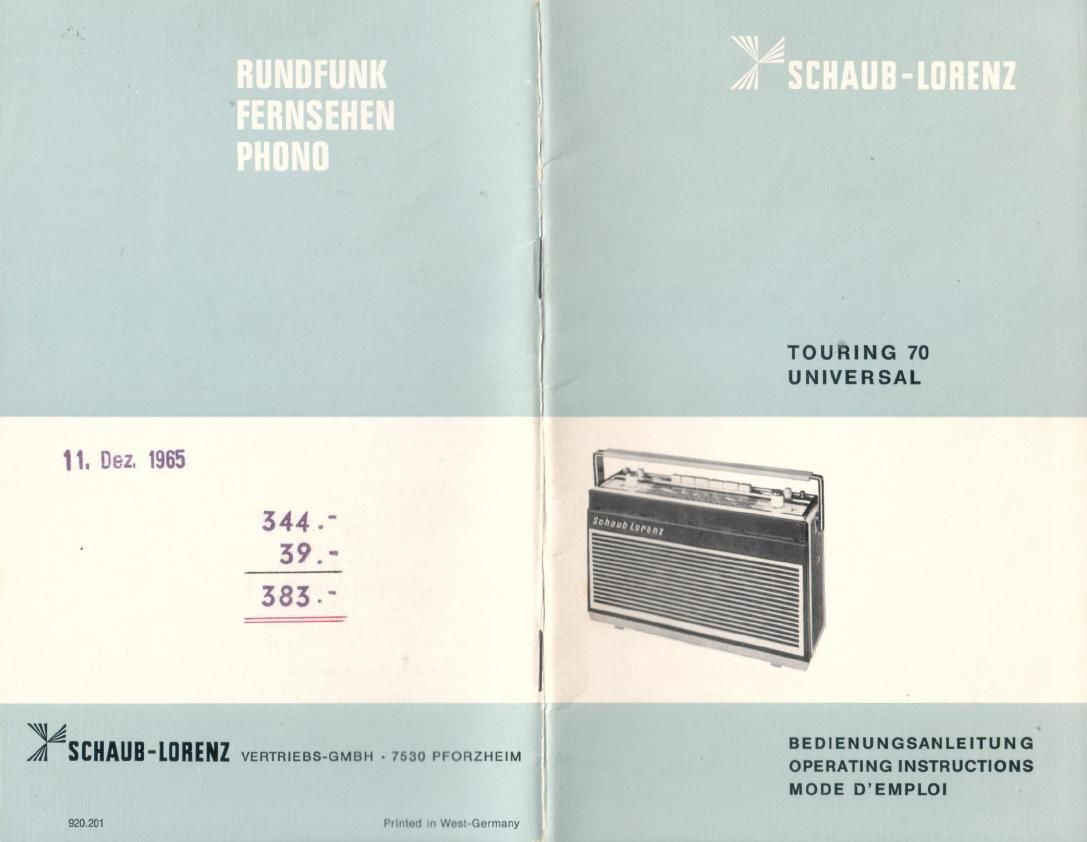 RUNDFUNK
FERNSEHEN
PHONO
11. Dez. 1965
344.-
39.-
383.-
SCHAUB-LORENZ VERTRIEBS-GMBH · 7530 PFORZHEIM
920.201
Printed in West-Germany
SCHAUB-LORENZ
TOURING 70
UNIVERSAL
Schaub Lorenz
BEDIENUNGSANLEITUNG
OPERATING INSTRUCTIONS
MODE D'EMPLOI